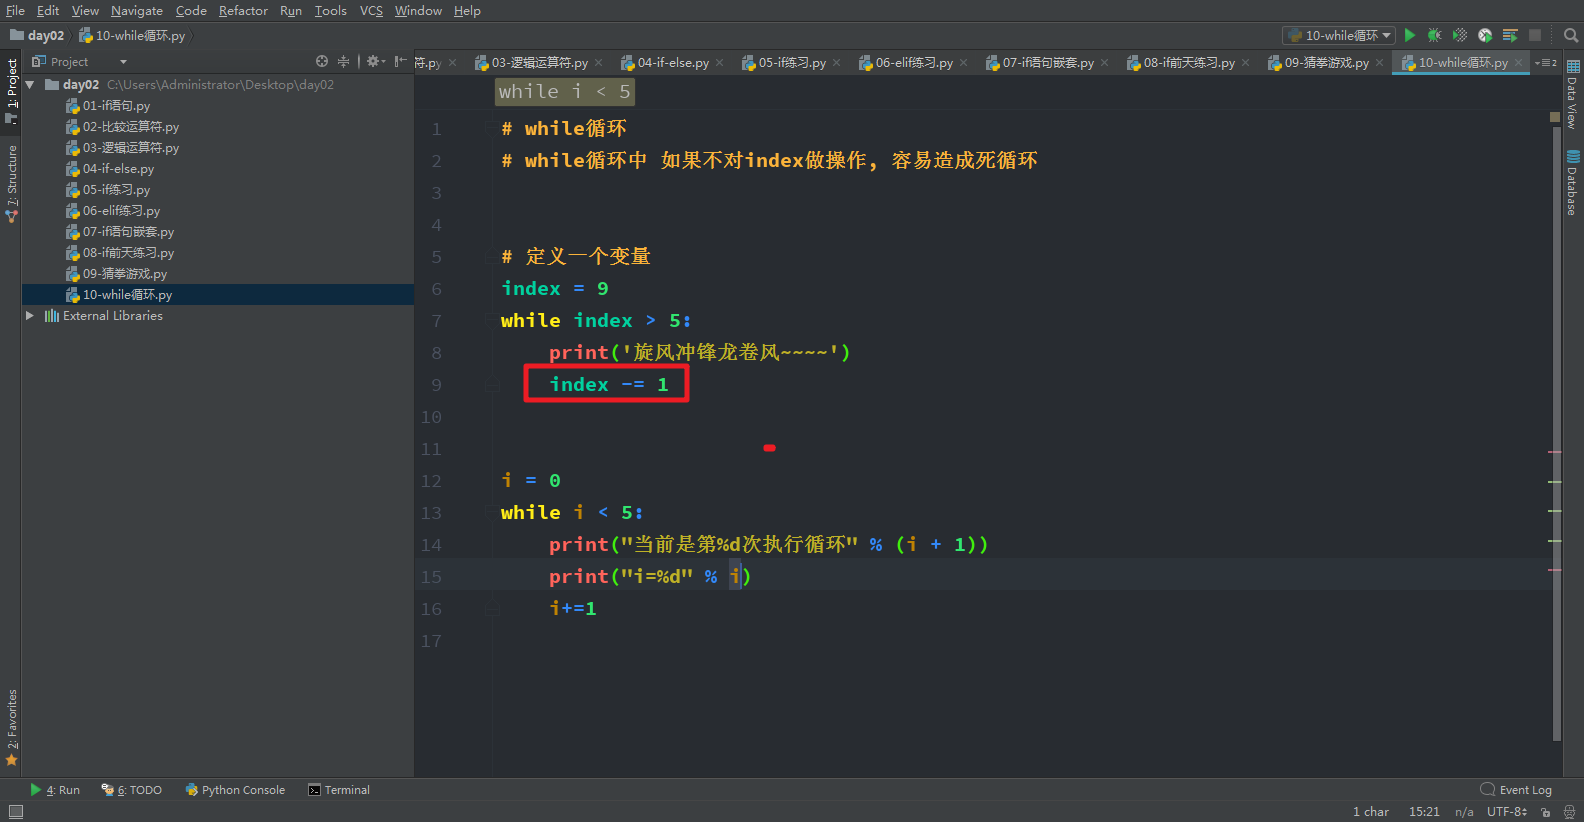 File Edit View Navigate Code Refactor Run Tools VCS Window Help
day02 10-while循环.py 10-while循环
1: Project
Project
符.py 03-逻辑运算符.py 04-if-else.py 05-if练习.py 06-elif练习.py 07-if语句嵌套.py 08-if前天练习.py 09-猜拳游戏.py 10-while循环.py 2
day02 C:\Users\Administrator\Desktop\day02
01-if语句.py
02-比较运算符.py
03-逻辑运算符.py
04-if-else.py
05-if练习.py
06-elif练习.py
07-if语句嵌套.py
08-if前天练习.py
09-猜拳游戏.py
10-while循环.py
External Libraries
7: Structure
2: Favorites
while i < 5
1 # while循环
2 # while循环中 如果不对index做操作, 容易造成死循环
3
4
5 # 定义一个变量
6 index = 9
7 while index > 5:
8 print('旋风冲锋龙卷风~~~~')
9 index -= 1
10
11
12 i = 0
13 while i < 5:
14 print("当前是第%d次执行循环" % (i + 1))
15 print("i=%d" % i)
16 i+=1
17
Data View
Database
4: Run 6: TODO Python Console Terminal Event Log
1 char 15:21 n/a UTF-8